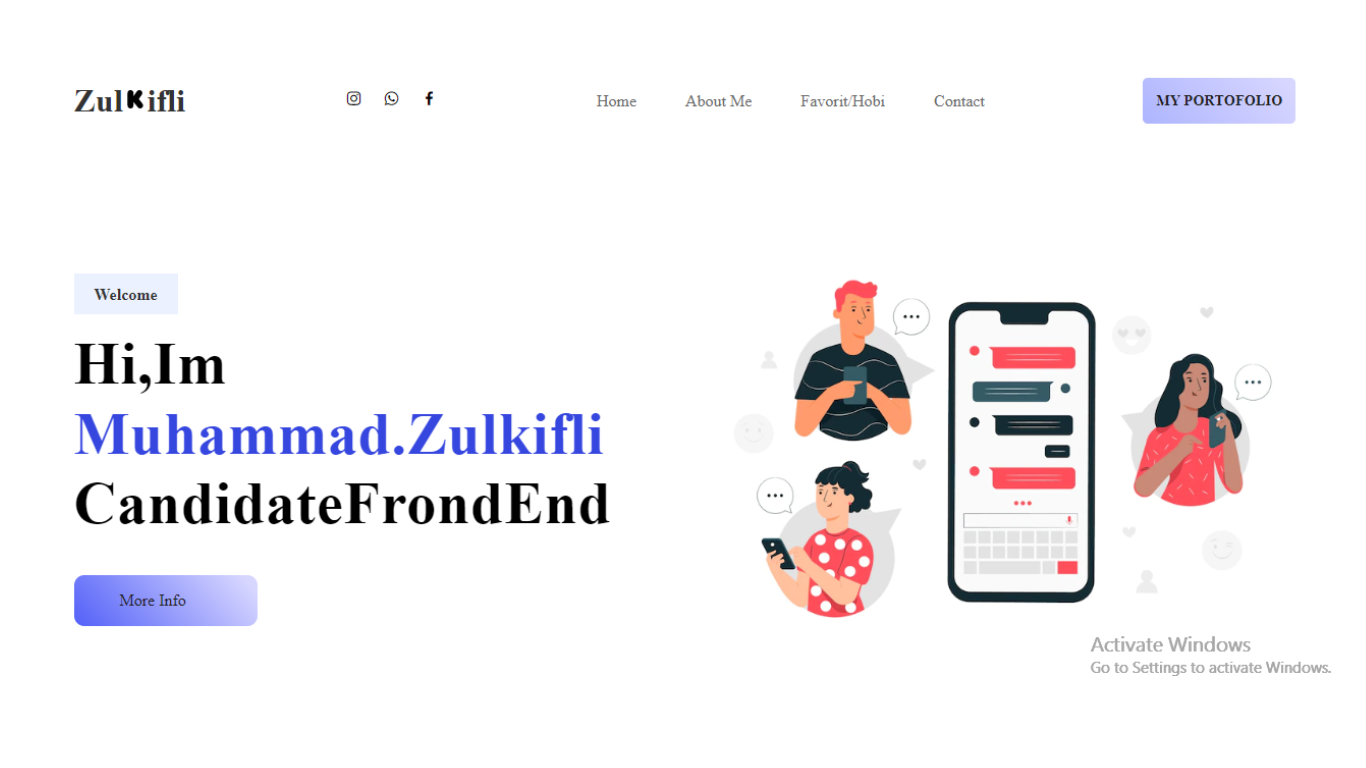 ZulKifli
Home About Me Favorit/Hobi Contact
MY PORTOFOLIO
Welcome
Hi,Im
Muhammad.Zulkifli
CandidateFrondEnd
More Info
Activate Windows
Go to Settings to activate Windows.